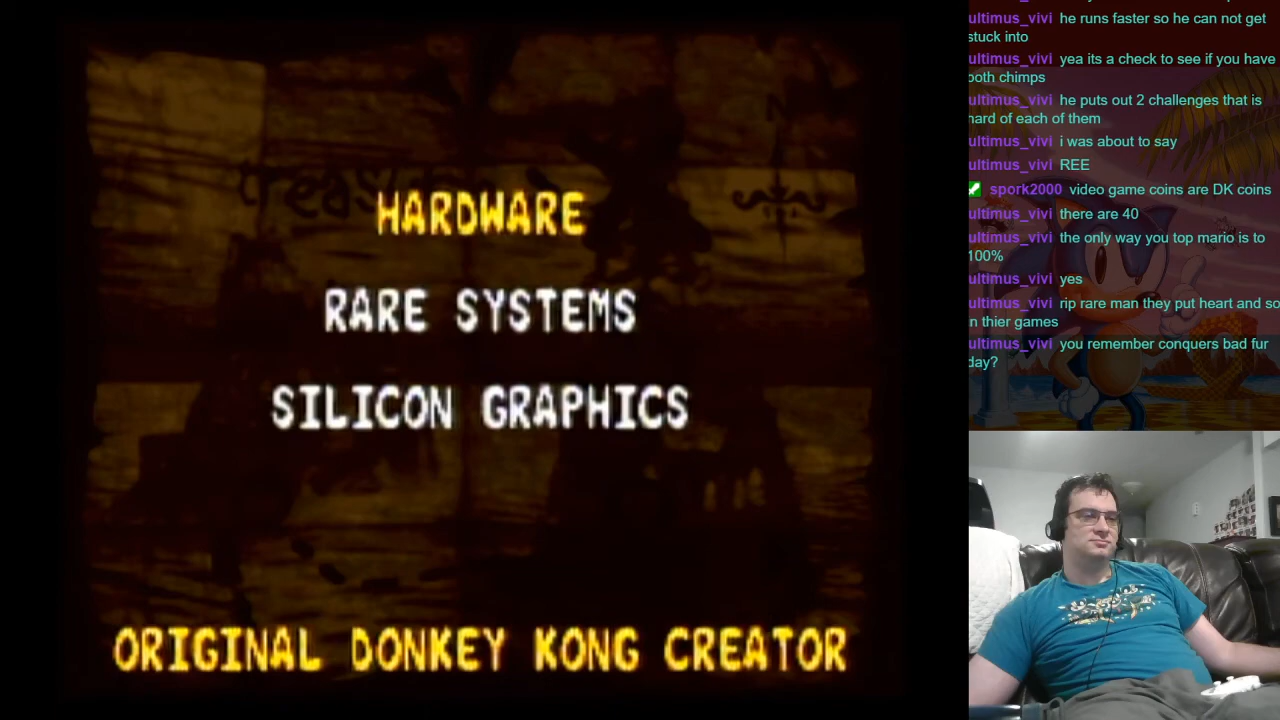 HARDWARE
RARE SYSTEMS
SILICON GRAPHICS
ORIGINAL DONKEY KONG CREATOR
N
ultimus_vivi he runs faster so he can not get
stuck into
ultimus_vivi yea its a check to see if you have
both chimps
ultimus_vivi he puts out 2 challenges that is
hard of each of them
ultimus_vivi i was about to say
ultimus_vivi REE
spork2000 video game coins are DK coins
ultimus_vivi there are 40
ultimus_vivi the only way you top mario is to
100%
ultimus_vivi yes
ultimus_vivi rip rare man they put heart and so
in thier games
ultimus_vivi you remember conquers bad fur
day?